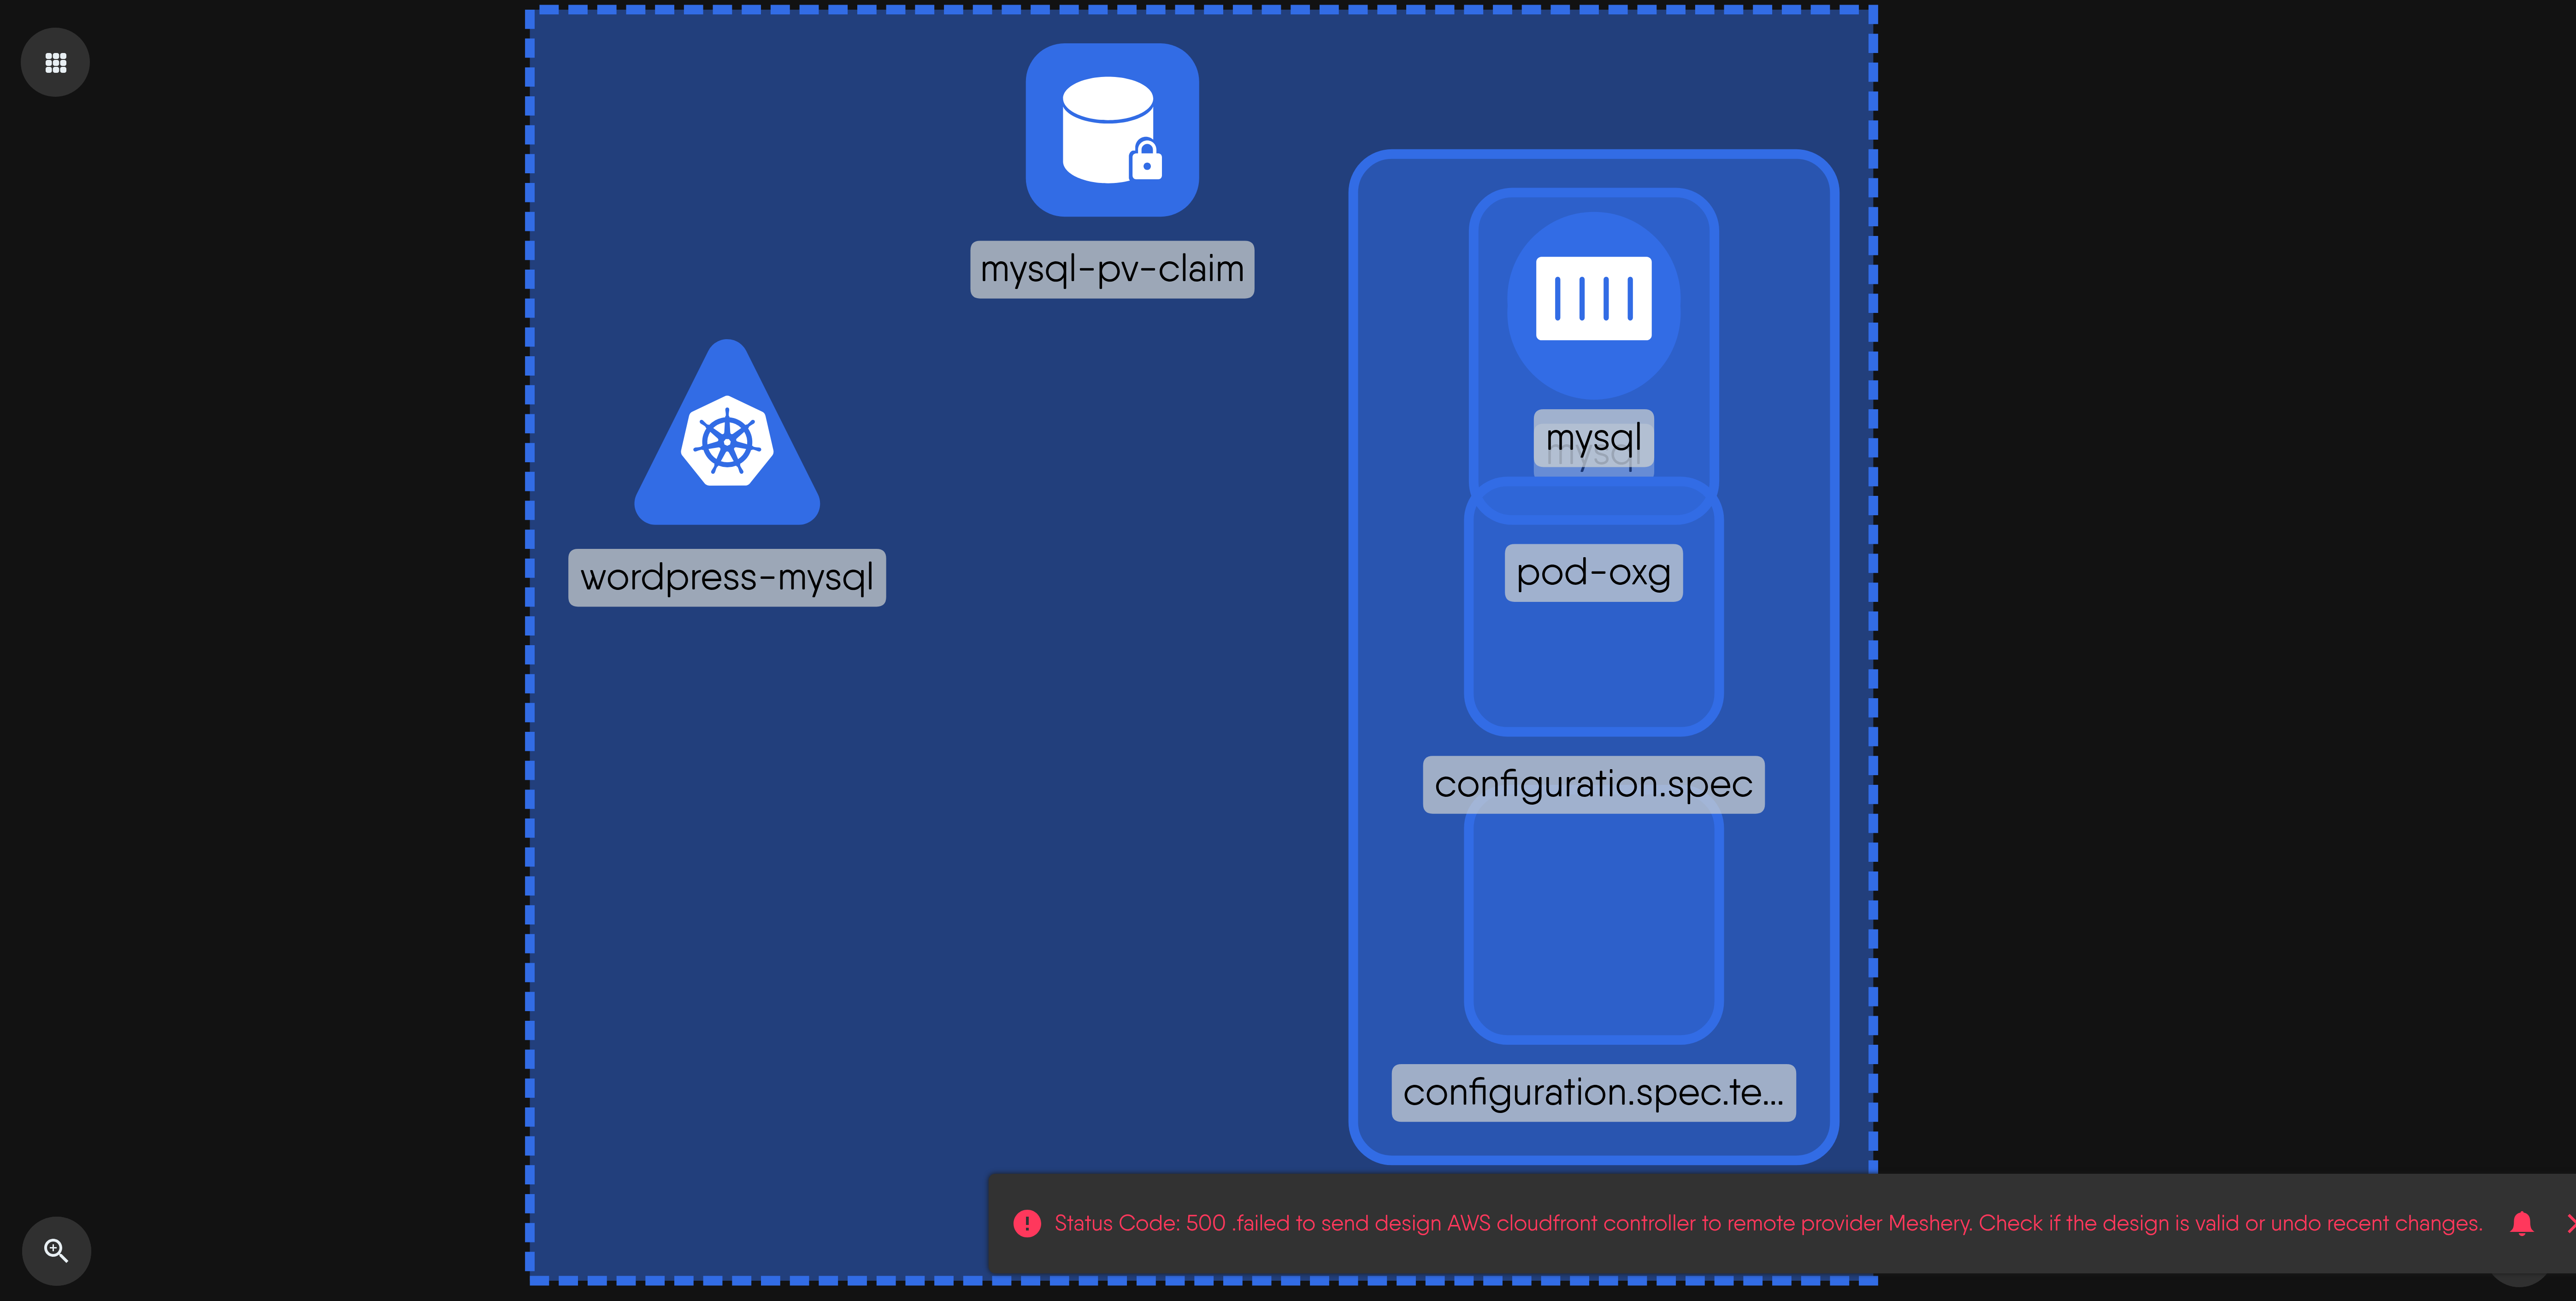 mysql-pv-claim
mysql
mysql
wordpress-mysql
pod-oxg
configuration.spec
configuration.spec.te...
Status Code: 500 .failed to send design AWS cloudfront controller to remote provider Meshery. Check if the design is valid or undo recent changes.